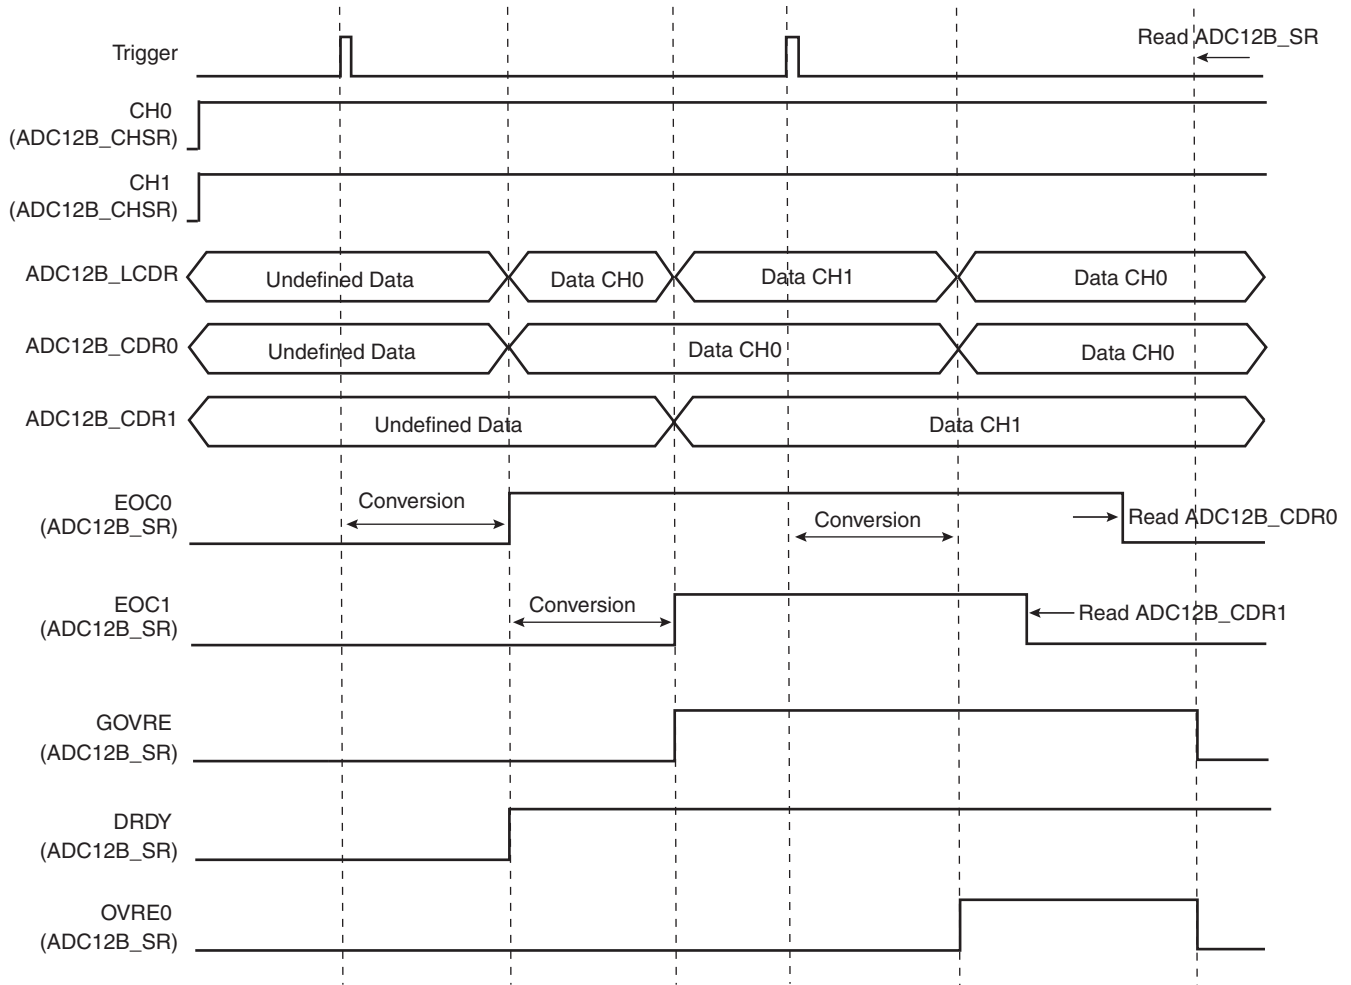 Read ADC12B_SR
Trigger
CH0
(ADC12B_CHSR)
CH1
(ADC12B_CHSR)
ADC12B_LCDR
Undefined Data
Data CH0
Data CH1
Data CH0
ADC12B_CDR0
Undefined Data
Data CH0
Data CH0
ADC12B_CDR1
Undefined Data
Data CH1
EOC0
(ADC12B_SR)
Conversion
Conversion
Read ADC12B_CDR0
EOC1
(ADC12B_SR)
Conversion
Read ADC12B_CDR1
GOVRE
(ADC12B_SR)
DRDY
(ADC12B_SR)
OVRE0
(ADC12B_SR)